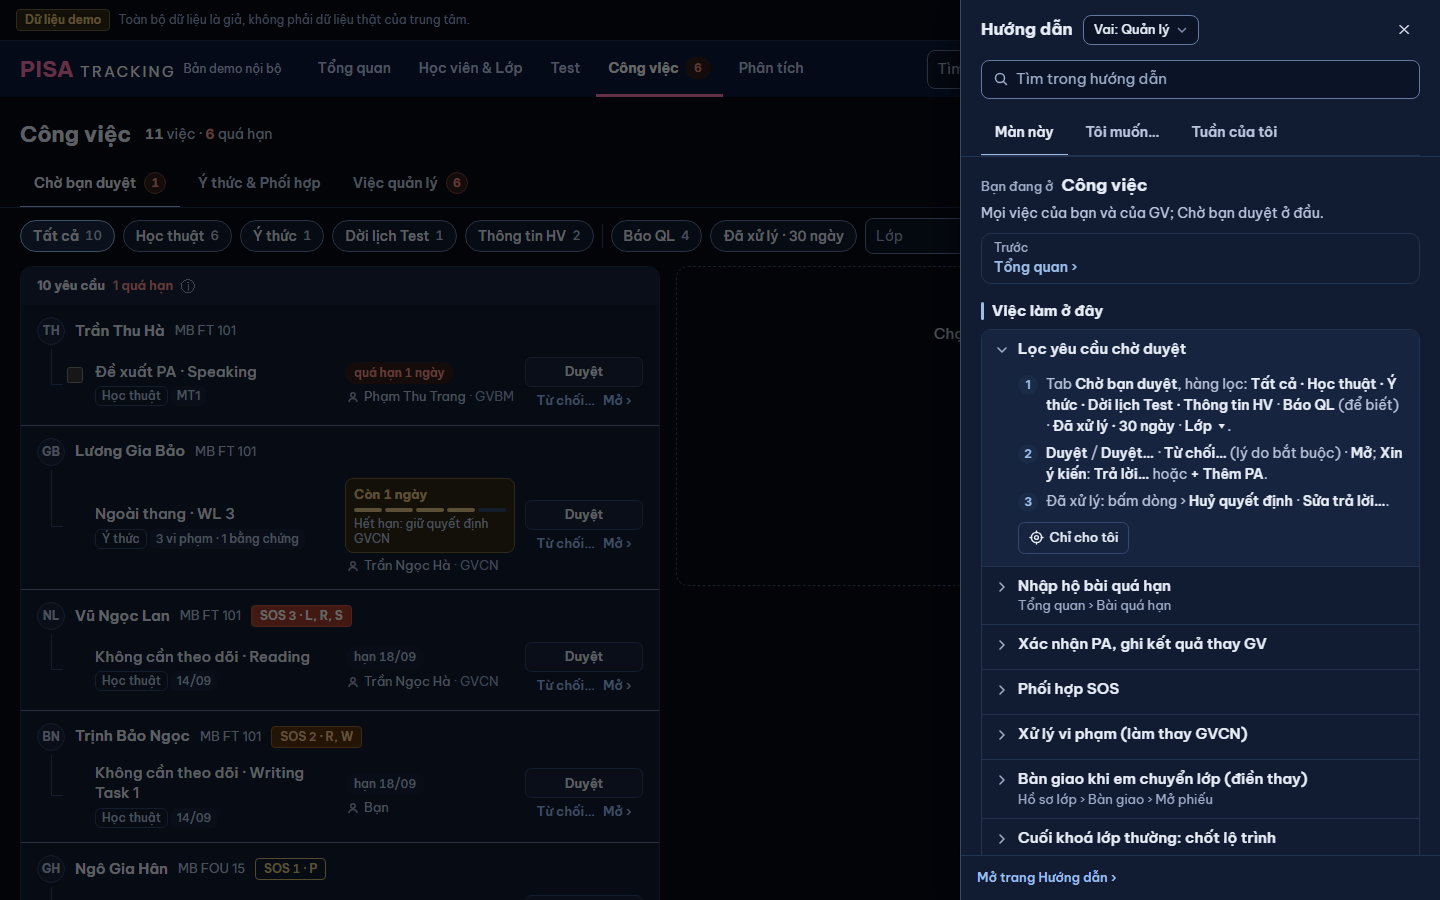 Dữ liệu demo Toàn bộ dữ liệu là giả, không phải dữ liệu thật của trung tâm.
PISA TRACKING Bản demo nội bộ Tổng quan Học viên & Lớp Test Công việc 6 Phân tích Tìm
Công việc 11 việc · 6 quá hạn
Chờ bạn duyệt 1 Ý thức & Phối hợp Việc quản lý 6
Tất cả 10 Học thuật 6 Ý thức 1 Dời lịch Test 1 Thông tin HV 2 Báo QL 4 Đã xử lý · 30 ngày Lớp
10 yêu cầu 1 quá hạn
TH Trần Thu Hà MB FT 101
Đề xuất PA · Speaking quá hạn 1 ngày Duyệt
Học thuật MT1 Phạm Thu Trang · GVBM Từ chối... Mở ›
GB Lương Gia Bảo MB FT 101
Còn 1 ngày
Ngoài thang · WL 3 Duyệt
Hết hạn: giữ quyết định
GVCN
Ý thức 3 vi phạm · 1 bằng chứng Từ chối... Mở ›
Trần Ngọc Hà · GVCN
NL Vũ Ngọc Lan MB FT 101 SOS 3 · L, R, S
Không cần theo dõi · Reading hạn 18/09 Duyệt
Học thuật 14/09 Trần Ngọc Hà · GVCN Từ chối... Mở ›
BN Trịnh Bảo Ngọc MB FT 101 SOS 2 · R, W
Không cần theo dõi · Writing
Task 1 hạn 18/09 Duyệt
Học thuật 14/09 Bạn Từ chối... Mở ›
GH Ngô Gia Hân MB FOU 15 SOS 1 · P
Chọ
Hướng dẫn Vai: Quản lý
Tìm trong hướng dẫn
Màn này Tôi muốn... Tuần của tôi
Bạn đang ở Công việc
Mọi việc của bạn và của GV; Chờ bạn duyệt ở đầu.
Trước
Tổng quan ›
Việc làm ở đây
Lọc yêu cầu chờ duyệt
1 Tab Chờ bạn duyệt, hàng lọc: Tất cả · Học thuật · Ý
thức · Dời lịch Test · Thông tin HV · Báo QL (để biết)
· Đã xử lý · 30 ngày · Lớp ▾.
2 Duyệt / Duyệt... · Từ chối... (lý do bắt buộc) · Mở; Xin
ý kiến: Trả lời... hoặc + Thêm PA.
3 Đã xử lý: bấm dòng › Huỷ quyết định · Sửa trả lời....
Chỉ cho tôi
Nhập hộ bài quá hạn
Tổng quan › Bài quá hạn
Xác nhận PA, ghi kết quả thay GV
Phối hợp SOS
Xử lý vi phạm (làm thay GVCN)
Bàn giao khi em chuyển lớp (điền thay)
Hồ sơ lớp › Bàn giao › Mở phiếu
Cuối khoá lớp thường: chốt lộ trình
Mở trang Hướng dẫn ›